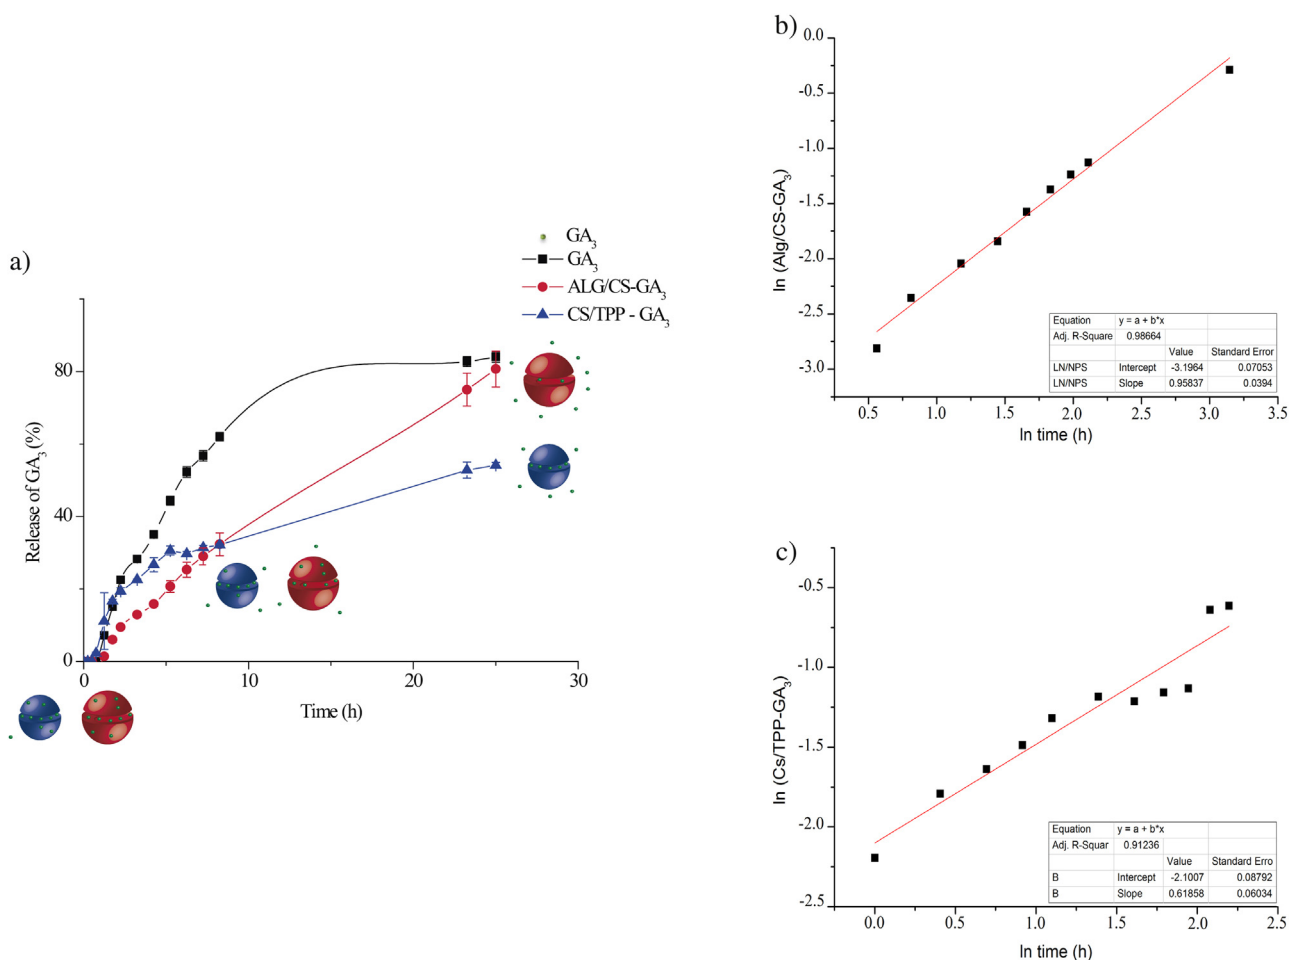 a)
GA3
GA3
ALG/CS-GA3
CS/TPP - GA3
Release of GA3 (%)
80
40
0
0 10 20 30
Time (h)
b)
ln (Alg/CS-GA3)
0.0
-0.5
-1.0
-1.5
-2.0
-2.5
-3.0
Equation y = a + b*x
Adj. R-Square 0.98664
Value Standard Error
LN/NPS Intercept -3.1964 0.07053
LN/NPS Slope 0.95837 0.0394
0.5 1.0 1.5 2.0 2.5 3.0 3.5
ln time (h)
c)
ln (Cs/TPP-GA3)
-0.5
-1.0
-1.5
-2.0
-2.5
Equation y = a + b*x
Adj. R-Squar 0.91236
Value Standard Erro
B Intercept -2.1007 0.08792
B Slope 0.61858 0.06034
0.0 0.5 1.0 1.5 2.0 2.5
ln time (h)